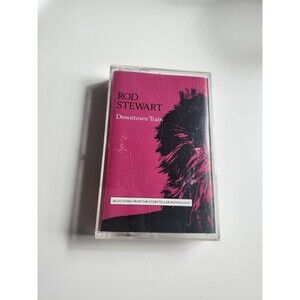 ROD
STEWART
Downtown Train
SELECTIONS FROM THE STORYTELLER ANTHOLOGY